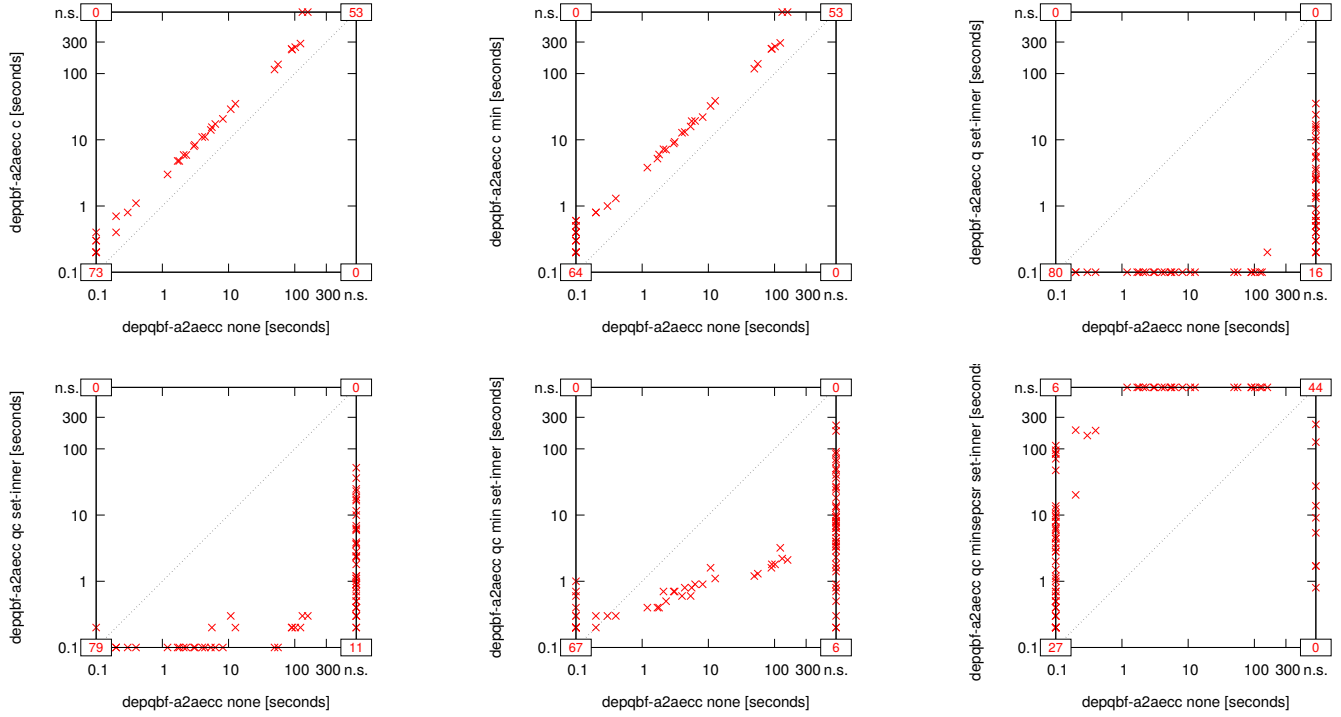 n.s. 0 53
300
100
10
1
0.1 73 0
0.1 1 10 100 300 n.s.
depqbf-a2aecc none [seconds]
depqbf-a2aecc c [seconds]
n.s. 0 53
300
100
10
1
0.1 64 0
0.1 1 10 100 300 n.s.
depqbf-a2aecc none [seconds]
depqbf-a2aecc c min [seconds]
n.s. 0 0
300
100
10
1
0.1 80 16
0.1 1 10 100 300 n.s.
depqbf-a2aecc none [seconds]
depqbf-a2aecc q set-inner [seconds]
n.s. 0 0
300
100
10
1
0.1 79 11
0.1 1 10 100 300 n.s.
depqbf-a2aecc none [seconds]
depqbf-a2aecc qc set-inner [seconds]
n.s. 0 0
300
100
10
1
0.1 67 6
0.1 1 10 100 300 n.s.
depqbf-a2aecc none [seconds]
depqbf-a2aecc qc min set-inner [seconds]
n.s. 6 44
300
100
10
1
0.1 27 0
0.1 1 10 100 300 n.s.
depqbf-a2aecc none [seconds]
depqbf-a2aecc qc minsepcsr set-inner [second